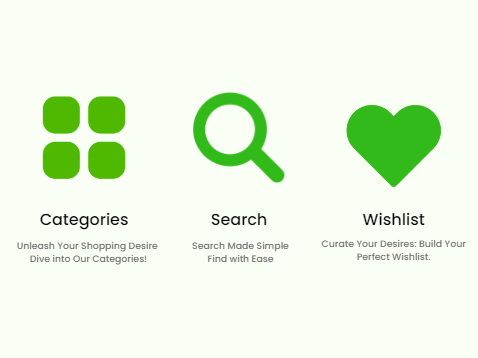 Categories
Unleash Your Shopping Desire
Dive into Our Categories!
Search
Search Made Simple
Find with Ease
Wishlist
Curate Your Desires: Build Your
Perfect Wishlist.